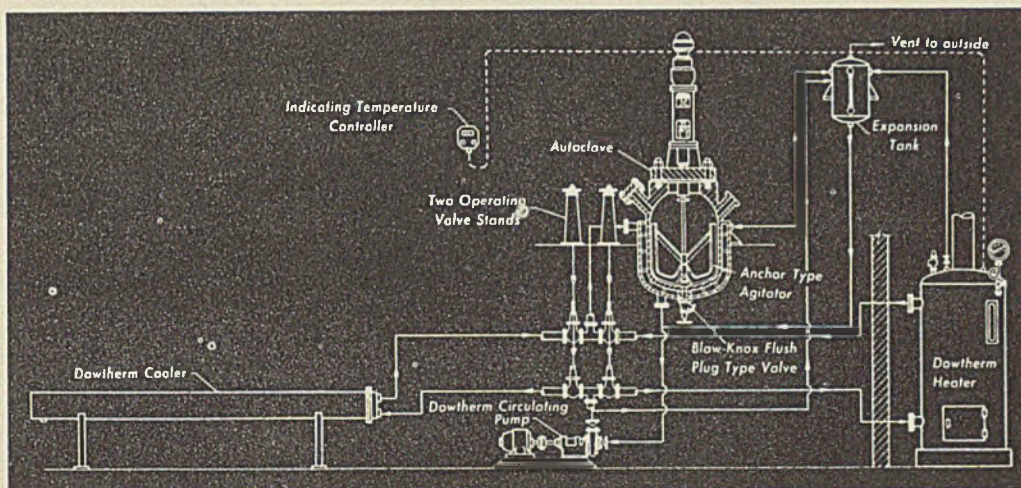 Vent to outside
Indicating Temperature
Controller
Expansion
Tank
Autoclave
Two Operating
Valve Stands
Anchor Type
Agitator
Blaw-Knox Flush
Plug Type Valve
Dowtherm
Heater
Dowtherm Cooler
Dowtherm Circulating
Pump